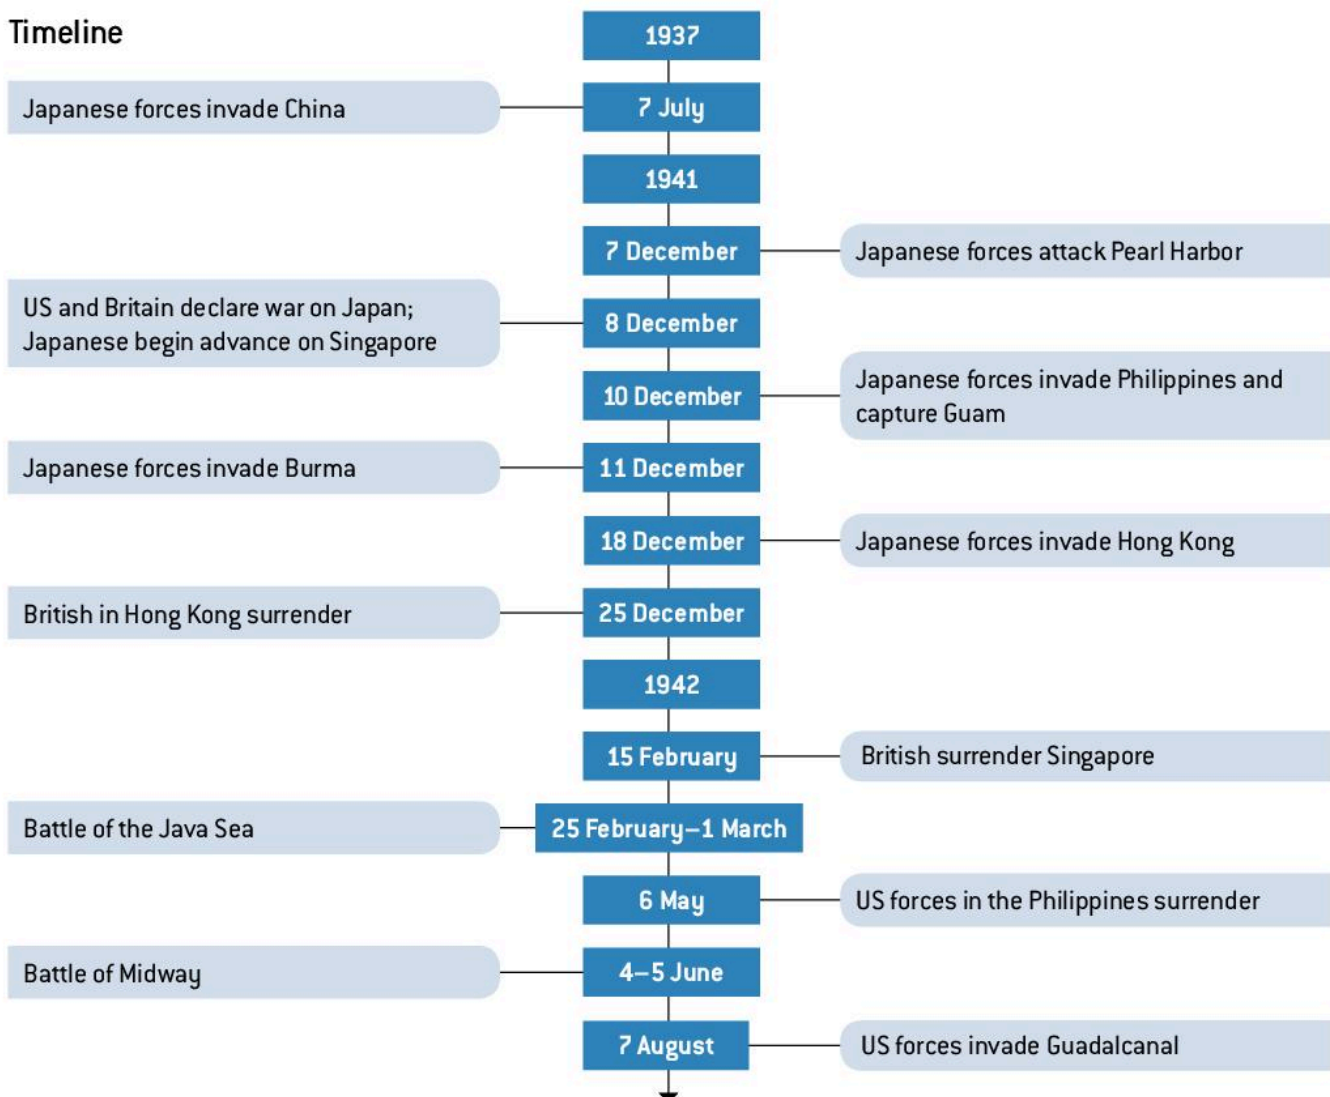 Timeline
1937
Japanese forces invade China
7 July
1941
7 December
Japanese forces attack Pearl Harbor
US and Britain declare war on Japan;
Japanese begin advance on Singapore
8 December
10 December
Japanese forces invade Philippines and
capture Guam
Japanese forces invade Burma
11 December
18 December
Japanese forces invade Hong Kong
British in Hong Kong surrender
25 December
1942
15 February
British surrender Singapore
Battle of the Java Sea
25 February–1 March
6 May
US forces in the Philippines surrender
Battle of Midway
4–5 June
7 August
US forces invade Guadalcanal